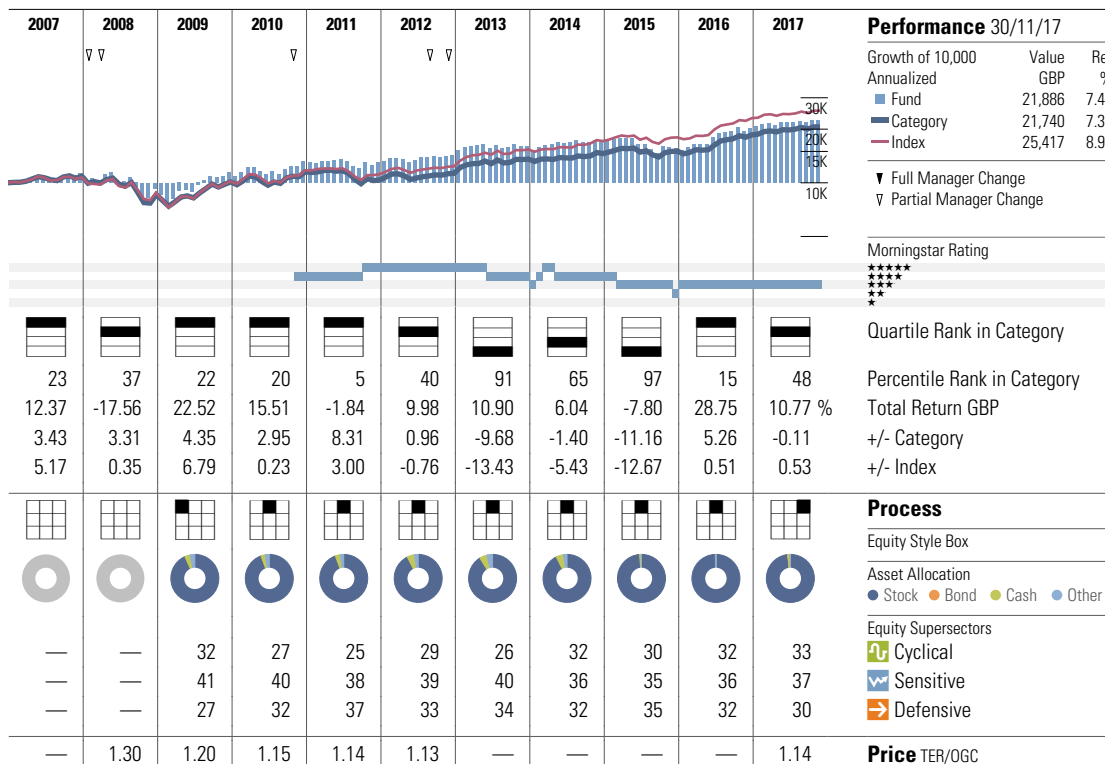 2007 2008 2009 2010 2011 2012 2013 2014 2015 2016 2017 Performance 30/11/17
Growth of 10,000 Value
Annualized GBP
Fund 21,886
Category 21,740
Index 25,417
30K
20K
15K
10K
Full Manager Change
Partial Manager Change
Morningstar Rating
★★★★★
★★★★
★★★
★★
★
Quartile Rank in Category
23 37 22 20 5 40 91 65 97 15 48 Percentile Rank in Category
12.37 -17.56 22.52 15.51 -1.84 9.98 10.90 6.04 -7.80 28.75 10.77 % Total Return GBP
3.43 3.31 4.35 2.95 8.31 0.96 -9.68 -1.40 -11.16 5.26 -0.11 +/- Category
5.17 0.35 6.79 0.23 3.00 -0.76 -13.43 -5.43 -12.67 0.51 0.53 +/- Index
Process
Equity Style Box
Asset Allocation
Stock Bond Cash Other
Equity Supersectors
— — 32 27 25 29 26 32 30 32 33 Cyclical
— — 41 40 38 39 40 36 35 36 37 Sensitive
— — 27 32 37 33 34 32 35 32 30 Defensive
— 1.30 1.20 1.15 1.14 1.13 — — — — 1.14 Price TER/OGC